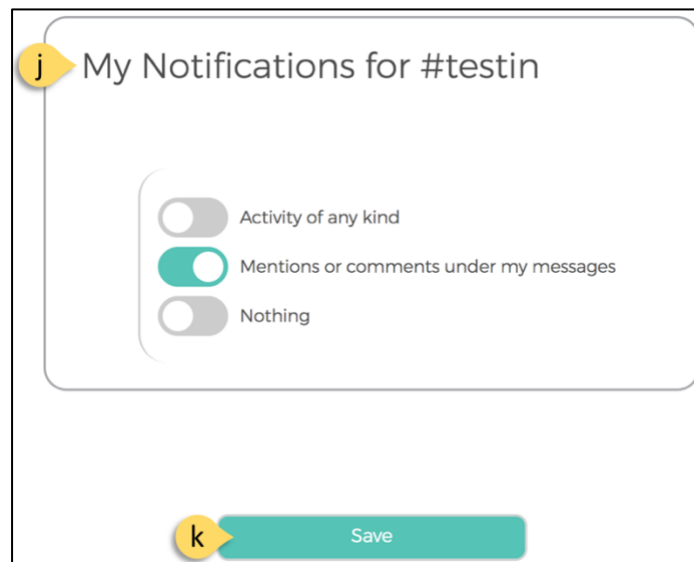 j My Notifications for #testin
Activity of any kind
Mentions or comments under my messages
Nothing
k Save